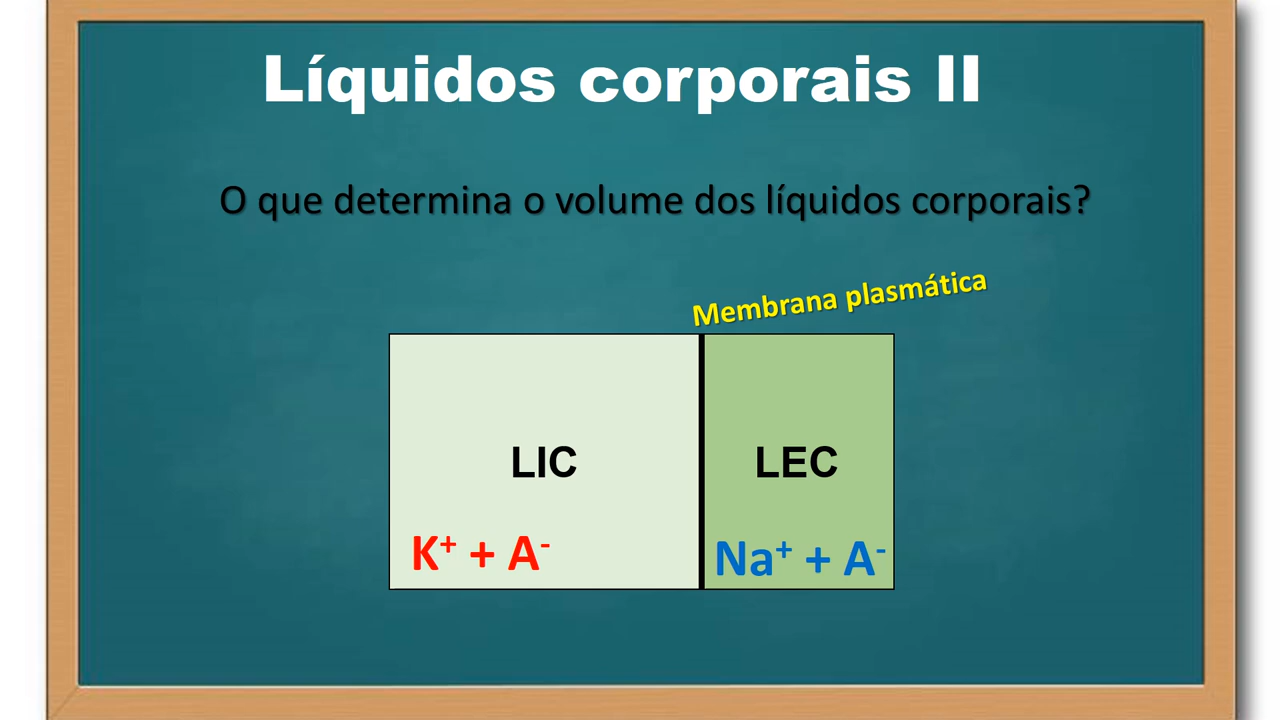 Líquidos corporais II
O que determina o volume dos líquidos corporais?
Membrana plasmática
LIC
LEC
K⁺ + A⁻
Na⁺ + A⁻